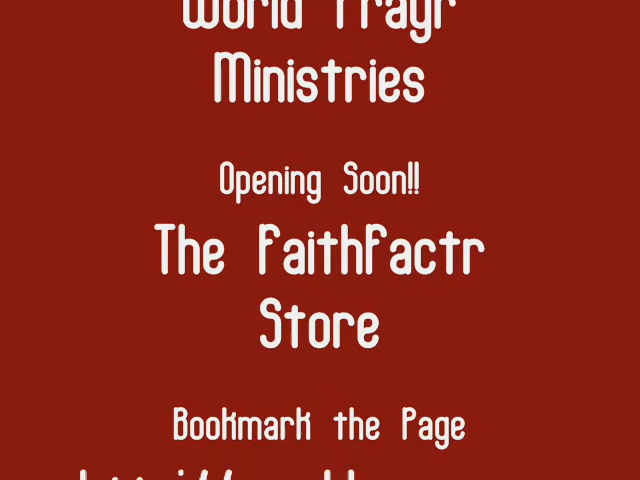 World Prayr
Ministries
Opening Soon!!
The FaithFactr
Store
Bookmark the Page